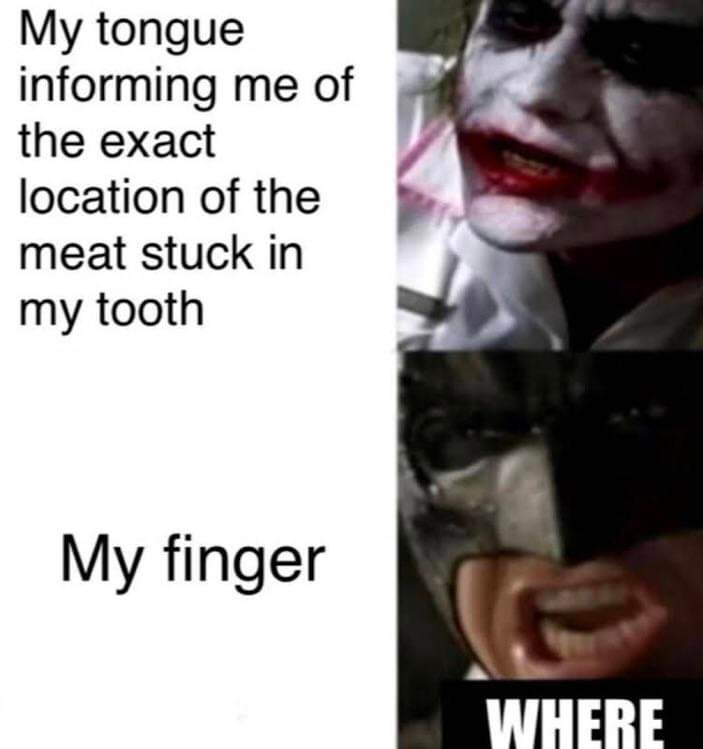 My tongue
informing me of
the exact
location of the
meat stuck in
my tooth
My finger
WHERE